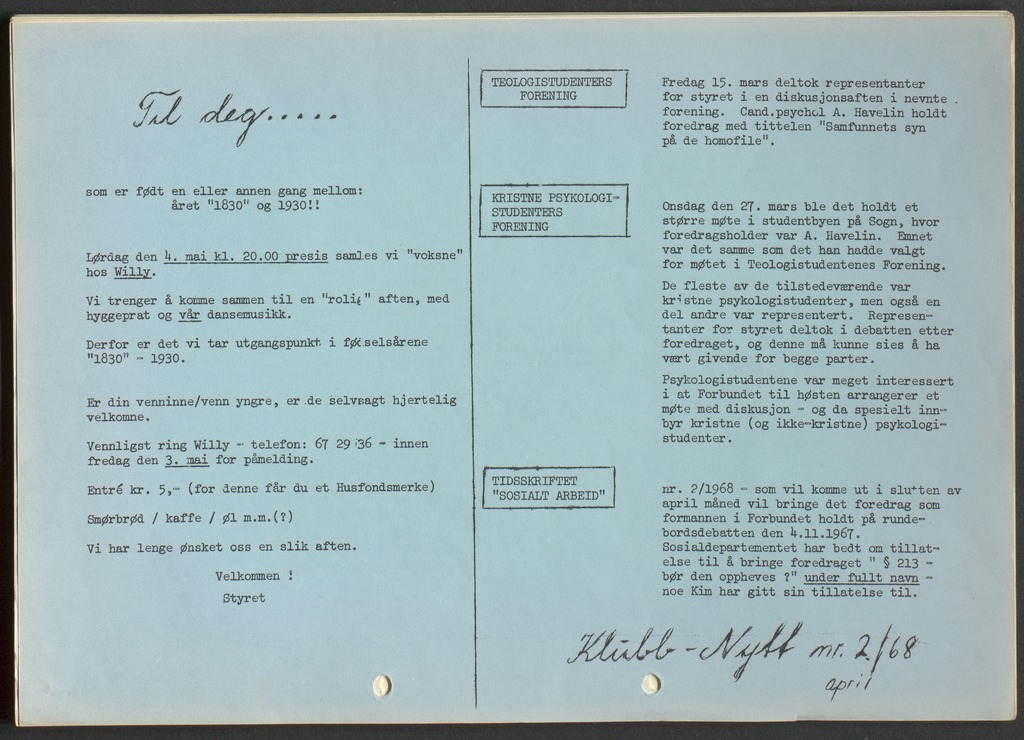 Til deg.....
som er født en eller annen gang mellom:
året "1830" og 1930!!
Lørdag den 4. mai kl. 20.00 presis samles vi "voksne"
hos Willy.
Vi trenger å komme sammen til en "rolig" aften, med
hyggeprat og vår dansemusikk.
Derfor er det vi tar utgangspunkt i fødselsårene
"1830" - 1930.
Er din venninne/venn yngre, er de selvsagt hjertelig
velkomne.
Vennligst ring Willy - telefon: 67 29 36 - innen
fredag den 3. mai for påmelding.
Entré kr. 5,- (for denne får du et Husfondsmerke)
Smørbrød / kaffe / øl m.m.(?)
Vi har lenge ønsket oss en slik aften.
Velkommen !
Styret
TEOLOGISTUDENTERS
FORENING
Fredag 15. mars deltok representanter
for styret i en diskusjonsaften i nevnte
forening. Cand.psychol A. Havelin holdt
foredrag med tittelen "Samfunnets syn
på de homofile".
KRISTNE PSYKOLOGI-
STUDENTERS
FORENING
Onsdag den 27. mars ble det holdt et
større møte i studentbyen på Sogn, hvor
foredragsholder var A. Havelin. Emnet
var det samme som det han hadde valgt
for møtet i Teologistudentenes Forening.
De fleste av de tilstedeværende var
kristne psykologistudenter, men også en
del andre var representert. Represen-
tanter for styret deltok i debatten etter
foredraget, og denne må kunne sies å ha
vært givende for begge parter.
Psykologistudentene var meget interessert
i at Forbundet til høsten arrangerer et
møte med diskusjon - og da spesielt inn-
byr kristne (og ikke-kristne) psykologi-
studenter.
TIDSSKRIFTET
"SOSIALT ARBEID"
nr. 2/1968 - som vil komme ut i slutten av
april måned vil bringe det foredrag som
formannen i Forbundet holdt på runde-
bordsdebatten den 4.11.1967.
Sosialdepartementet har bedt om tillat-
else til å bringe foredraget " § 213 -
bør den oppheves ?" under fullt navn -
noe Kim har gitt sin tillatelse til.
Klubb-Nytt nr. 2/68
april